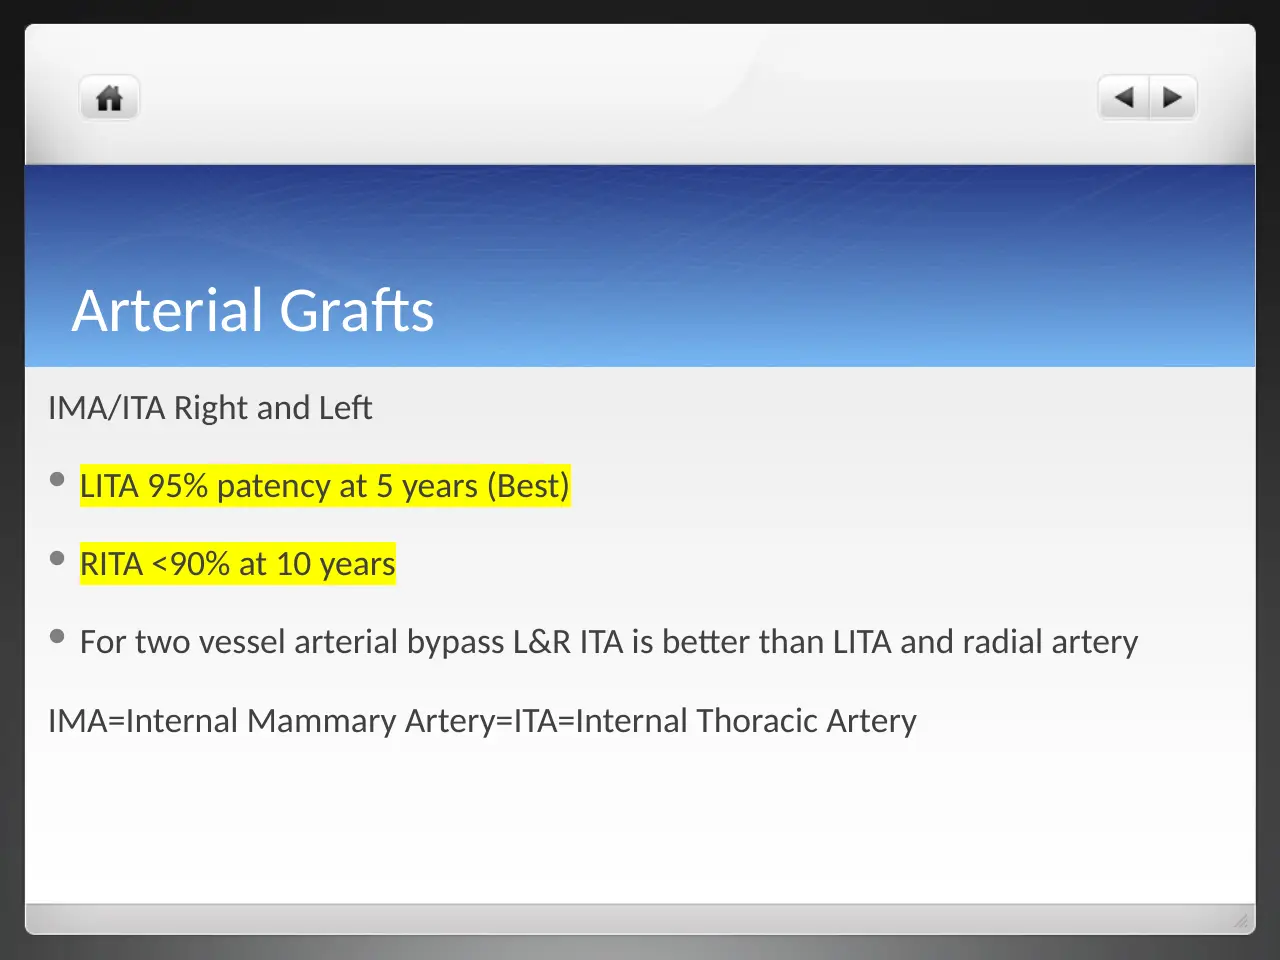 Arterial Grafts
IMA/ITA Right and Left
• LITA 95% patency at 5 years (Best)
• RITA <90% at 10 years
• For two vessel arterial bypass L&R ITA is better than LITA and radial artery
IMA=Internal Mammary Artery=ITA=Internal Thoracic Artery